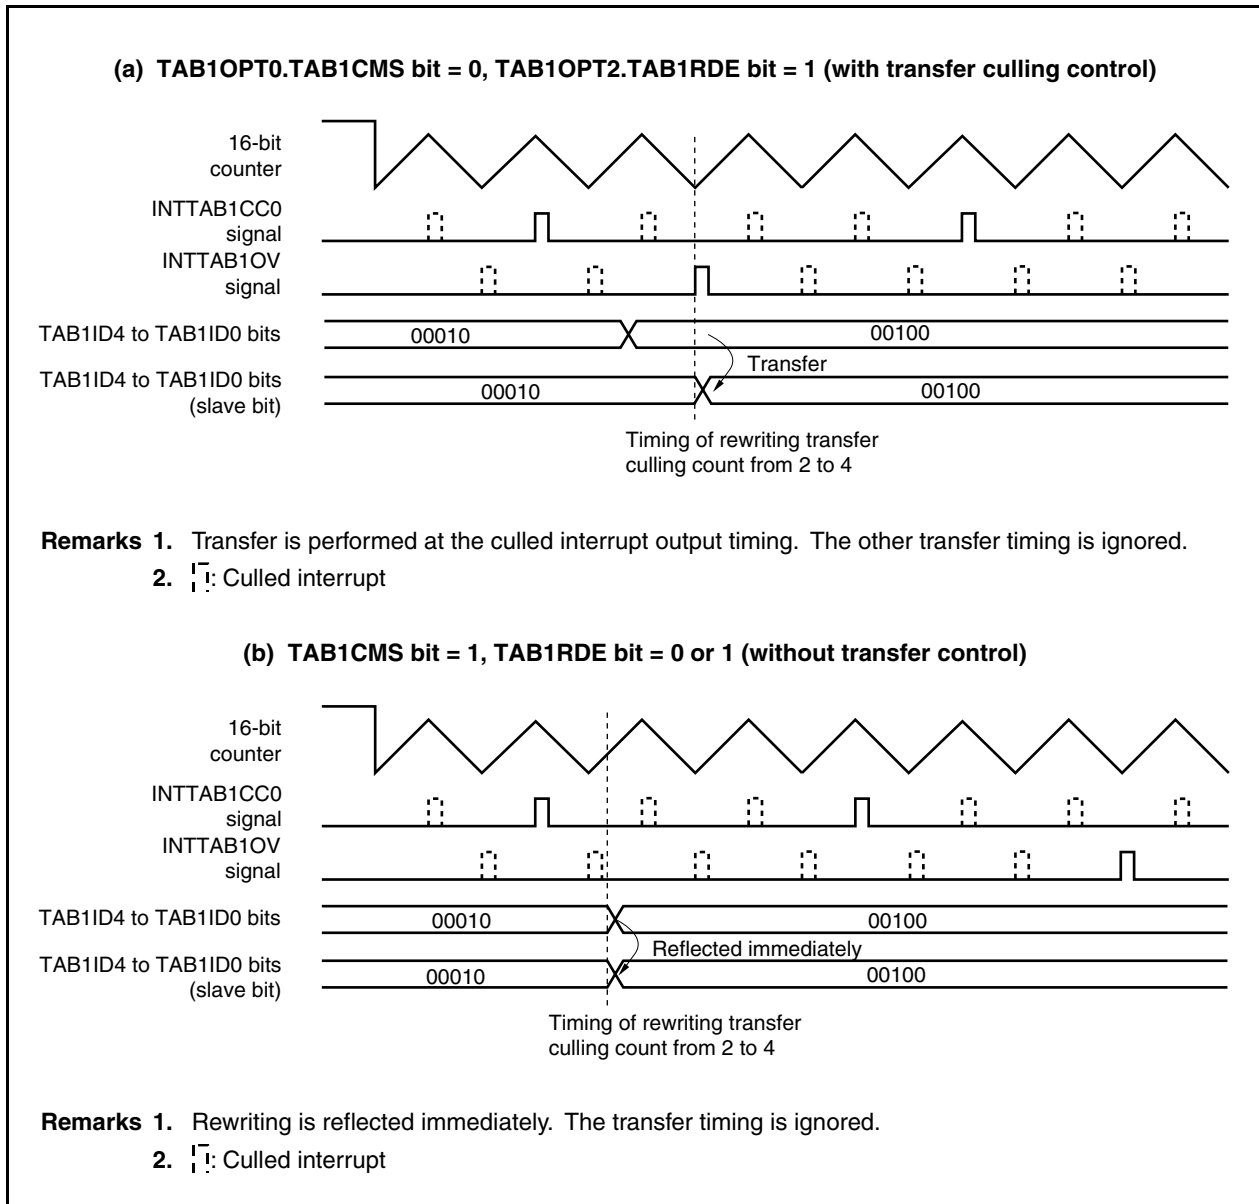 (a) TAB1OPT0.TAB1CMS bit = 0, TAB1OPT2.TAB1RDE bit = 1 (with transfer culling control)
16-bit
counter
INTTAB1CC0
signal
INTTAB1OV
signal
TAB1ID4 to TAB1ID0 bits
00010
00100
Transfer
TAB1ID4 to TAB1ID0 bits
(slave bit)
00010
00100
Timing of rewriting transfer
culling count from 2 to 4
Remarks 1. Transfer is performed at the culled interrupt output timing. The other transfer timing is ignored.
2. : Culled interrupt
(b) TAB1CMS bit = 1, TAB1RDE bit = 0 or 1 (without transfer control)
16-bit
counter
INTTAB1CC0
signal
INTTAB1OV
signal
TAB1ID4 to TAB1ID0 bits
00010
00100
Reflected immediately
TAB1ID4 to TAB1ID0 bits
(slave bit)
00010
00100
Timing of rewriting transfer
culling count from 2 to 4
Remarks 1. Rewriting is reflected immediately. The transfer timing is ignored.
2. : Culled interrupt